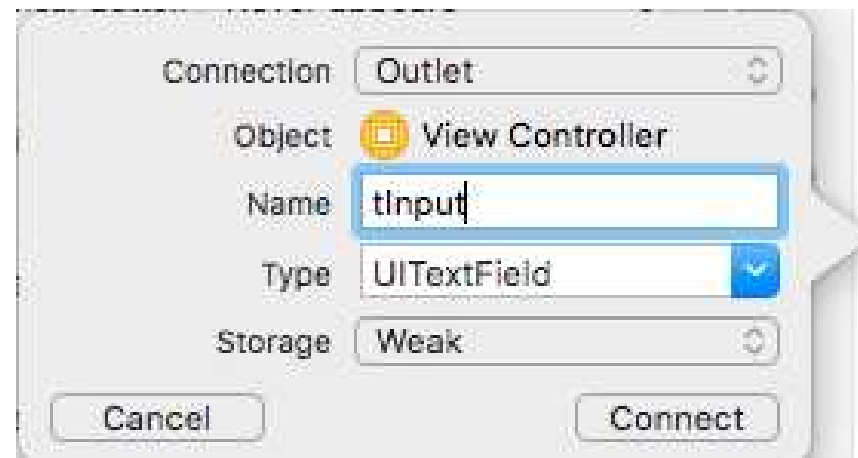 Connection Outlet
Object View Controller
Name tInput
Type UITextField
Storage Weak
Cancel Connect